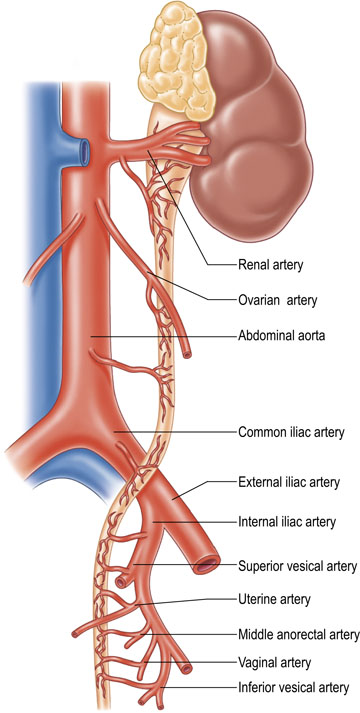 Renal artery
Ovarian artery
Abdominal aorta
Common iliac artery
External iliac artery
Internal iliac artery
Superior vesical artery
Uterine artery
Middle anorectal artery
Vaginal artery
Inferior vesical artery